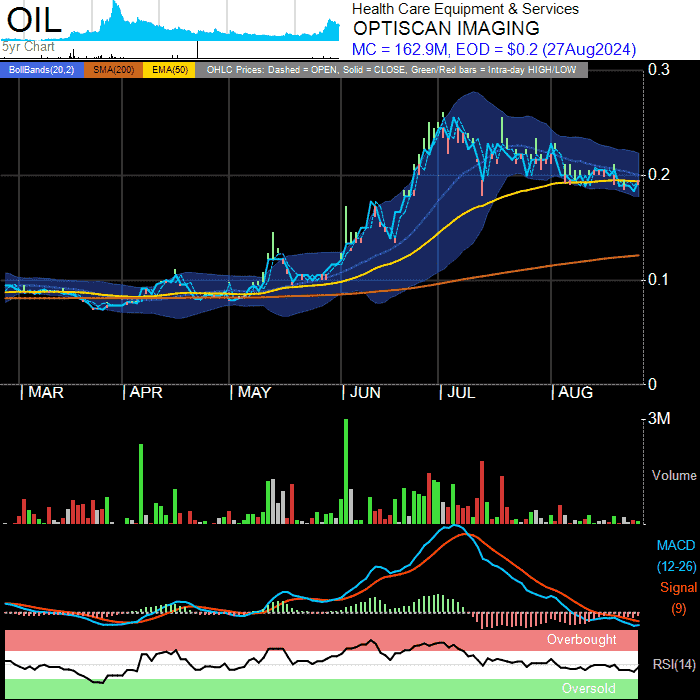 OIL
5yr Chart
Health Care Equipment & Services
OPTISCAN IMAGING
MC = 162.9M, EOD = $0.2 (27Aug2024)
BollBands(20,2) SMA(200) EMA(50) OHLC Prices: Dashed = OPEN, Solid = CLOSE, Green/Red bars = Intra-day HIGH/LOW
0.3
0.2
0.1
0
MAR APR MAY JUN JUL AUG
3M
Volume
MACD
(12-26)
Signal
(9)
Overbought
RSI(14)
Oversold